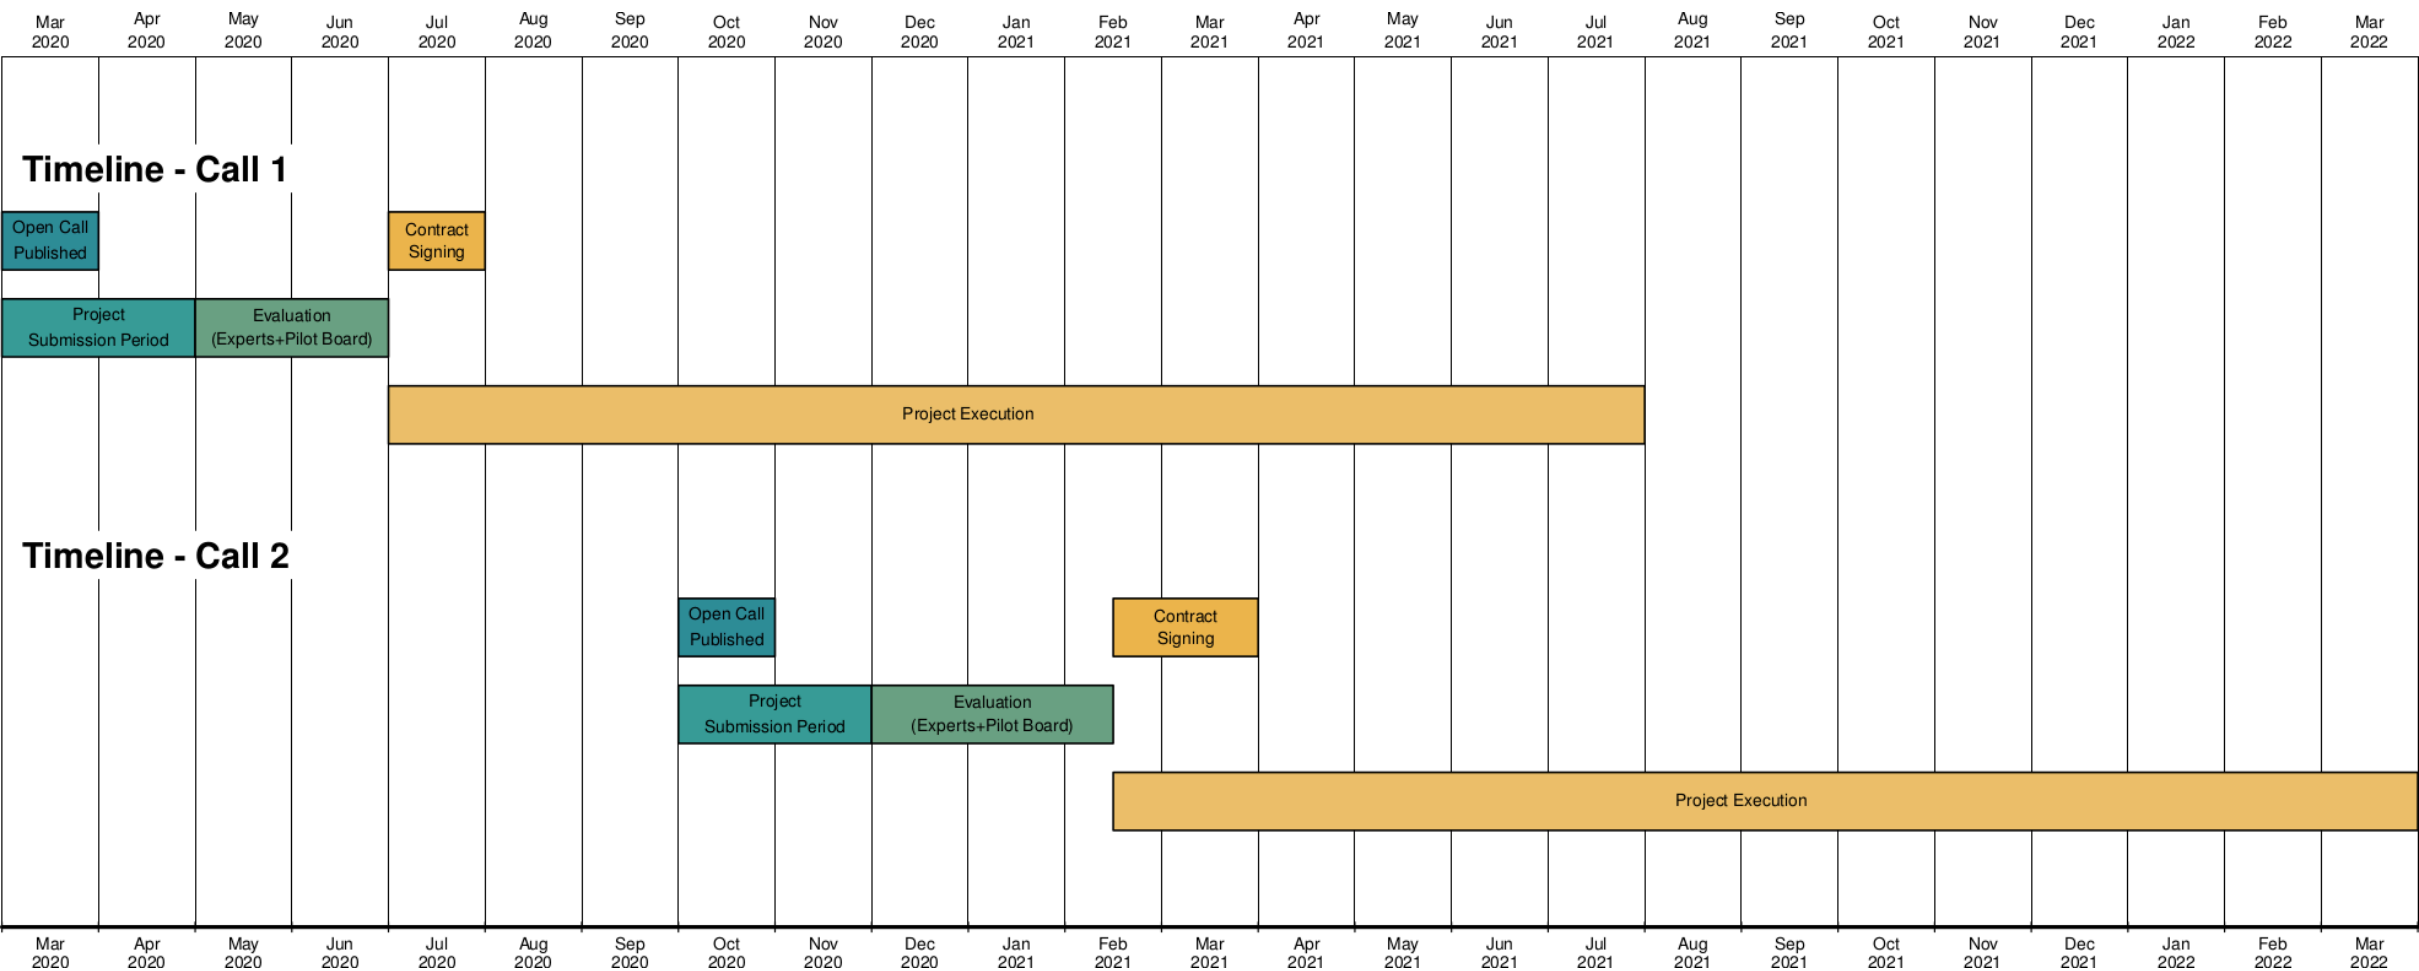 Mar Apr May Jun Jul Aug Sep Oct Nov Dec Jan Feb Mar Apr May Jun Jul Aug Sep Oct Nov Dec Jan Feb Mar
2020 2020 2020 2020 2020 2020 2020 2020 2020 2020 2021 2021 2021 2021 2021 2021 2021 2021 2021 2021 2021 2021 2022 2022 2022
Timeline - Call 1
Open Call
Published
Contract
Signing
Project
Submission Period
Evaluation
(Experts+Pilot Board)
Project Execution
Timeline - Call 2
Open Call
Published
Contract
Signing
Project
Submission Period
Evaluation
(Experts+Pilot Board)
Project Execution
Mar Apr May Jun Jul Aug Sep Oct Nov Dec Jan Feb Mar Apr May Jun Jul Aug Sep Oct Nov Dec Jan Feb Mar
2020 2020 2020 2020 2020 2020 2020 2020 2020 2020 2021 2021 2021 2021 2021 2021 2021 2021 2021 2021 2021 2021 2022 2022 2022